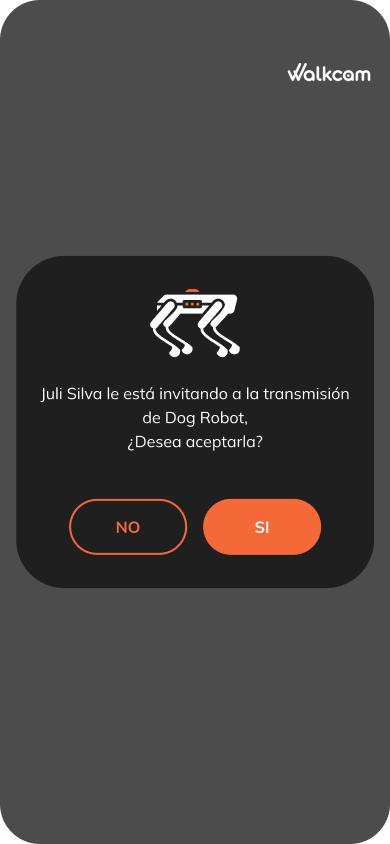 Walkcam
Juli Silva le está invitando a la transmisión
de Dog Robot,
¿Desea aceptarla?
NO
SI